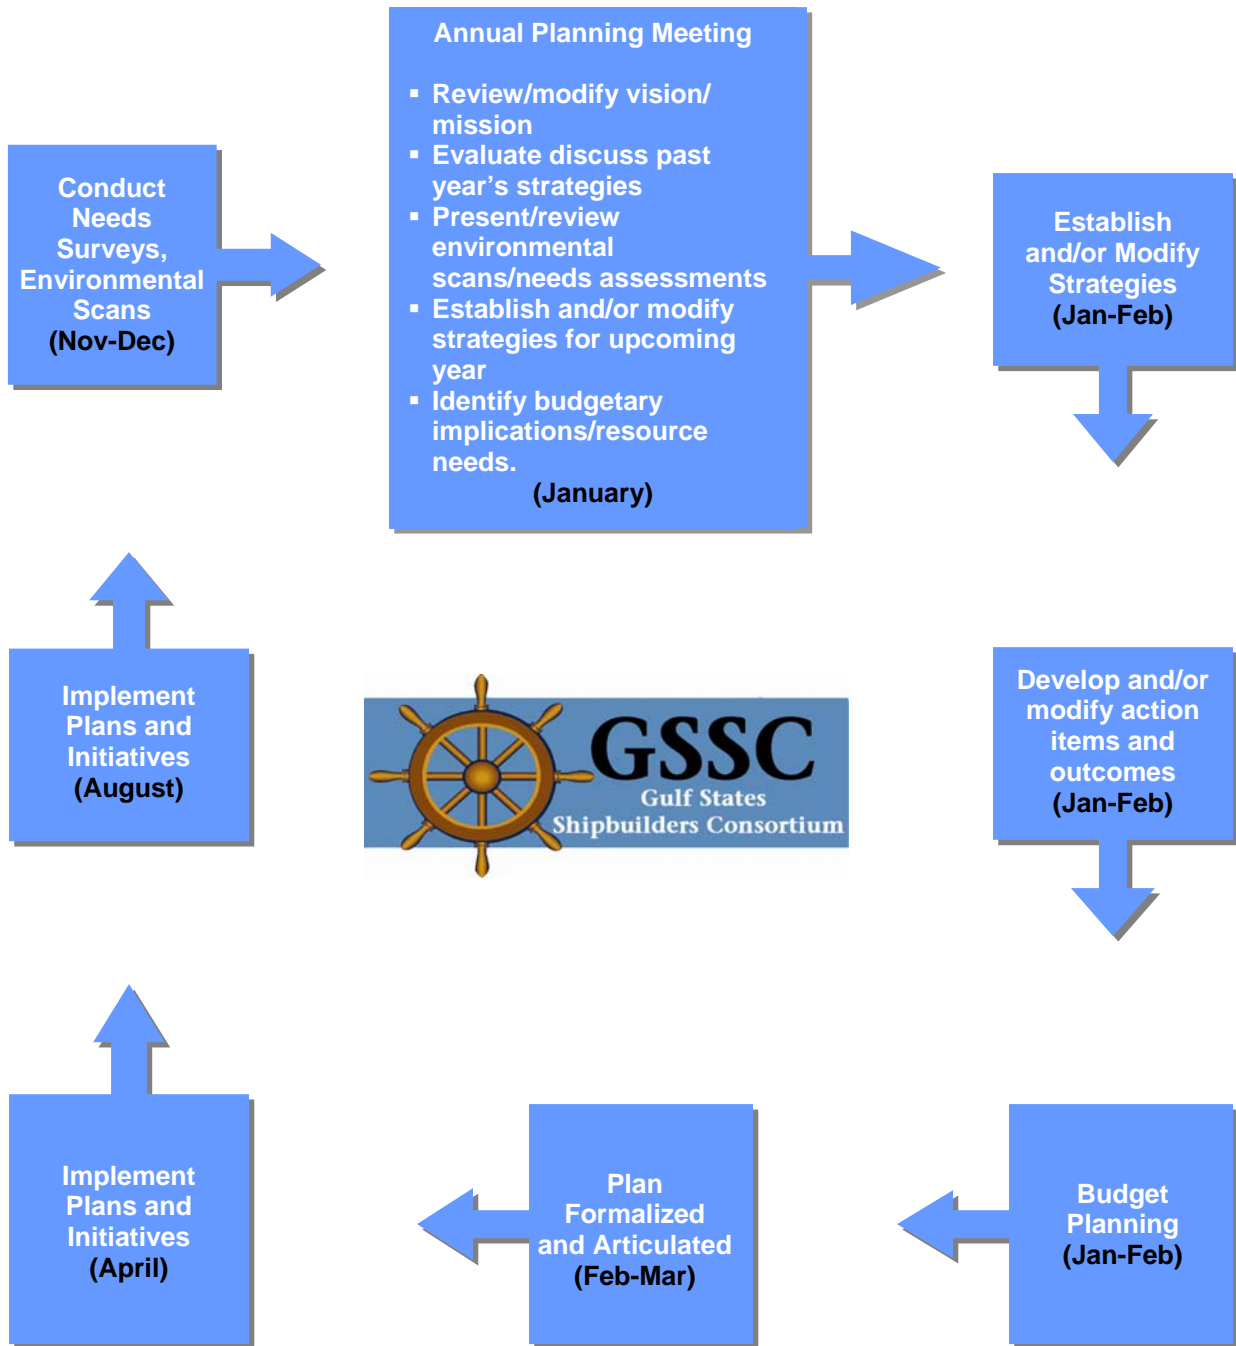 Annual Planning Meeting
▪ Review/modify vision/
mission
▪ Evaluate discuss past
year’s strategies
▪ Present/review
environmental
scans/needs assessments
▪ Establish and/or modify
strategies for upcoming
year
▪ Identify budgetary
implications/resource
needs.
(January)
Conduct
Needs
Surveys,
Environmental
Scans
(Nov-Dec)
Establish
and/or Modify
Strategies
(Jan-Feb)
Implement
Plans and
Initiatives
(August)
GSSC
Gulf States
Shipbuilders Consortium
Develop and/or
modify action
items and
outcomes
(Jan-Feb)
Implement
Plans and
Initiatives
(April)
Plan
Formalized
and Articulated
(Feb-Mar)
Budget
Planning
(Jan-Feb)